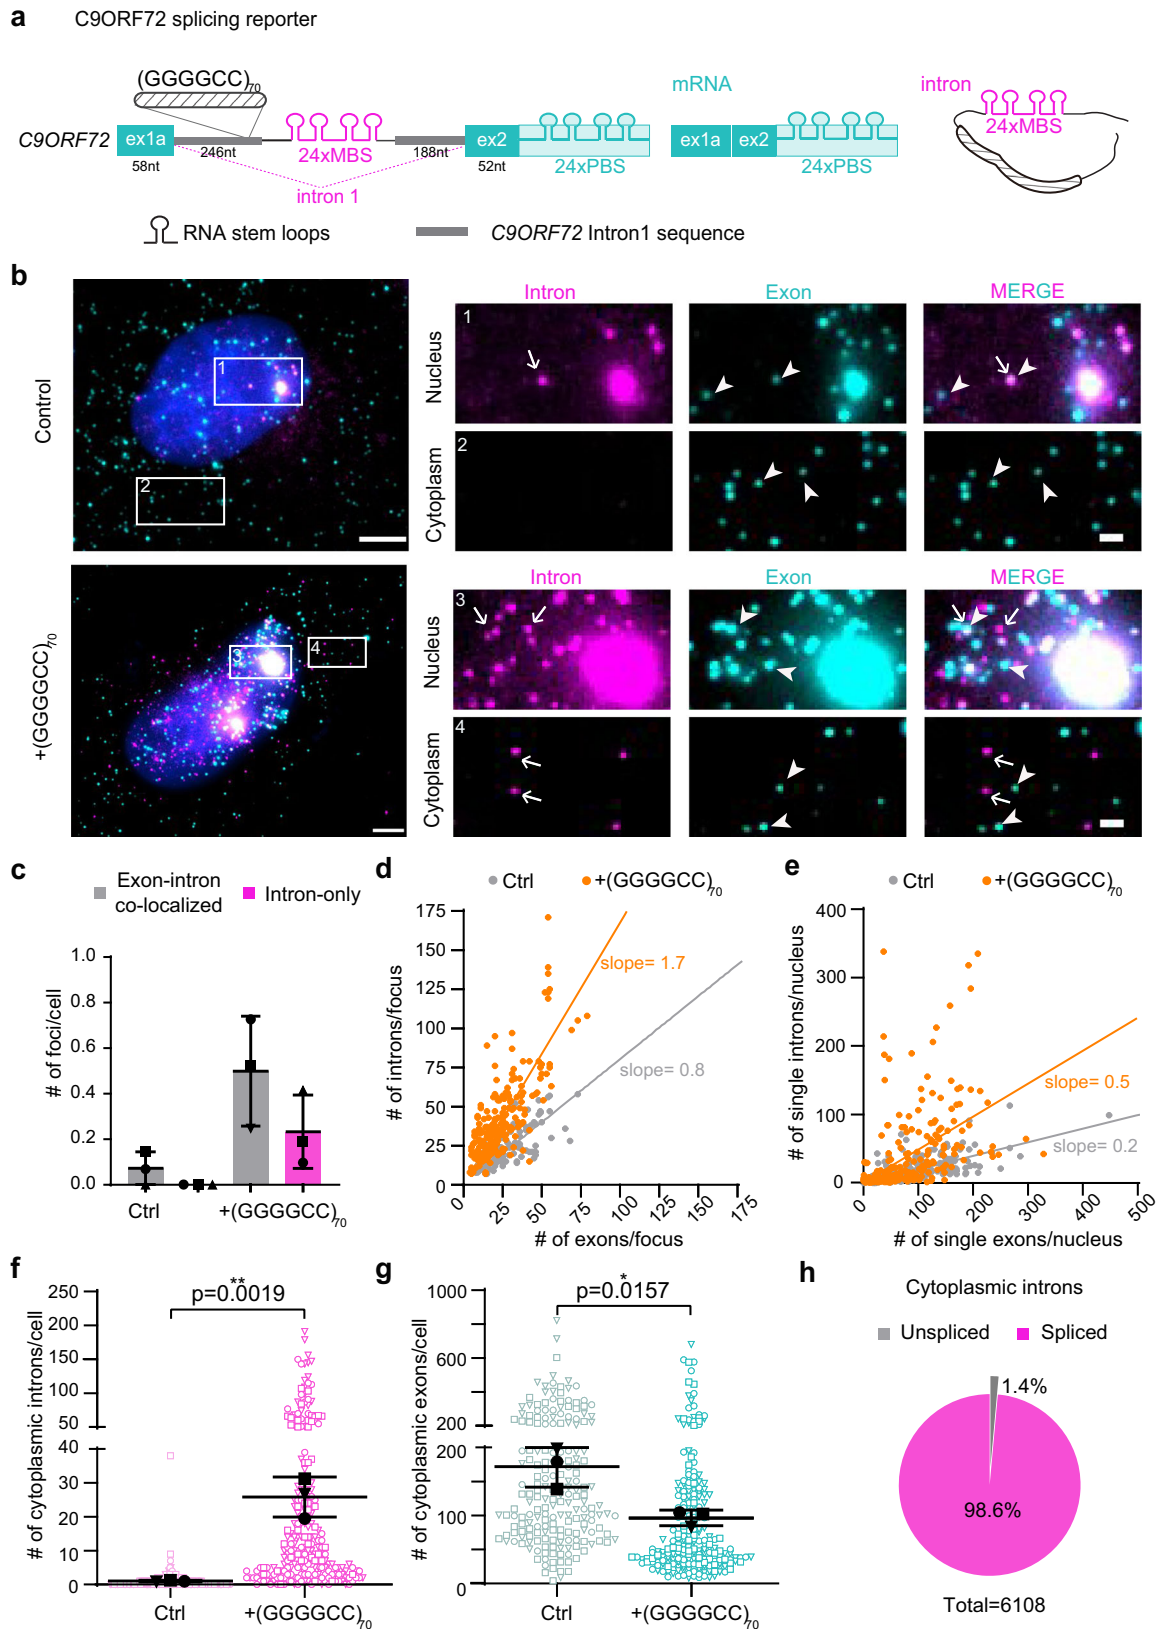 a C9ORF72 splicing reporter
(GGGGCC)70
mRNA
intron
C9ORF72 ex1a 24xMBS ex2 24xPBS
ex1a ex2 24xPBS
24xMBS
58nt 246nt 188nt 52nt
intron 1
RNA stem loops
C9ORF72 Intron1 sequence
b
Control
1
2
Intron Exon MERGE
Nucleus
1
Cytoplasm
2
+(GGGGCC)70
3
4
Intron Exon MERGE
Nucleus
3
Cytoplasm
4
c
Exon-intron co-localized
Intron-only
# of foci/cell
1.0
0.8
0.6
0.4
0.2
0.0
Ctrl +(GGGGCC)70
d
Ctrl +(GGGGCC)70
# of introns/focus
175
150
125
100
75
50
25
0
slope= 1.7
slope= 0.8
0 25 50 75 100 125 150 175
# of exons/focus
e
Ctrl +(GGGGCC)70
# of single introns/nucleus
400
300
200
100
0
slope= 0.5
slope= 0.2
0 100 200 300 400 500
# of single exons/nucleus
f
**
p=0.0019
# of cytoplasmic introns/cell
250
200
150
100
50
40
30
20
10
0
Ctrl +(GGGGCC)70
g
*
p=0.0157
# of cytoplasmic exons/cell
1000
600
200
200
100
0
Ctrl +(GGGGCC)70
h
Cytoplasmic introns
Unspliced Spliced
1.4%
98.6%
Total=6108